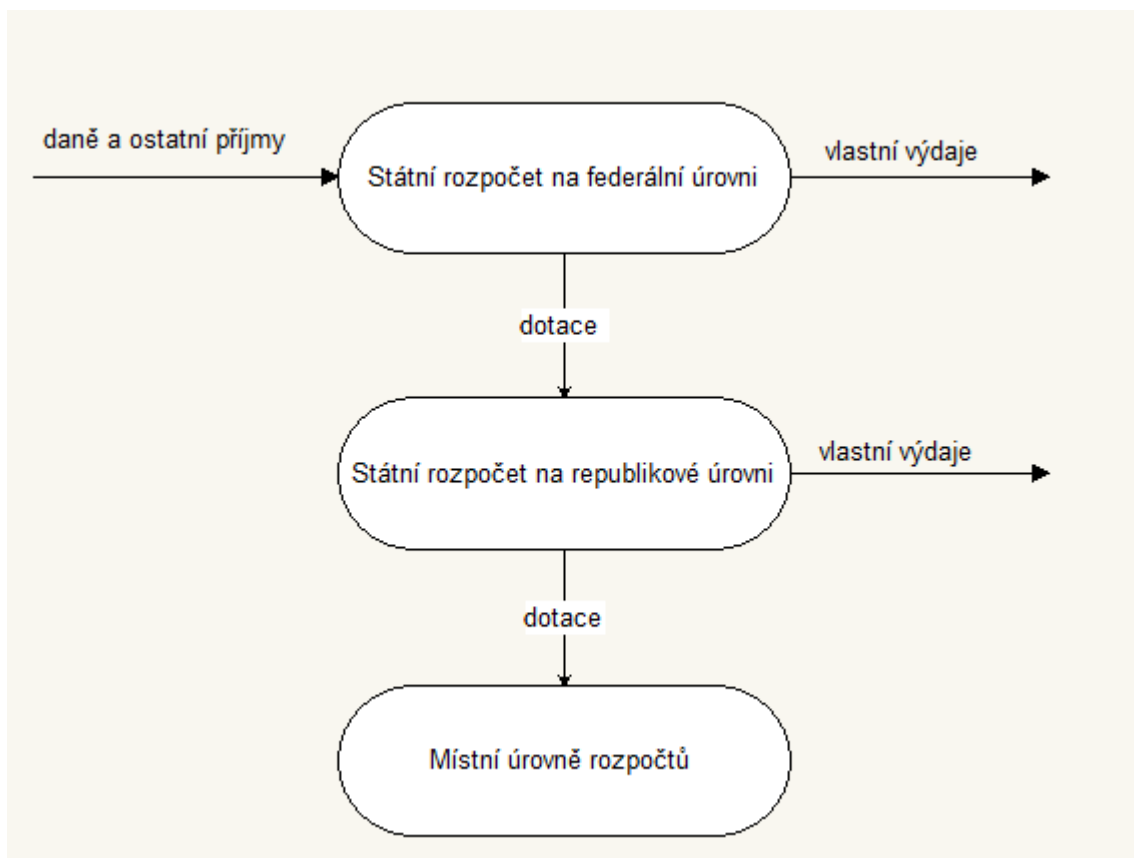 daně a ostatní příjmy
vlastní výdaje
Státní rozpočet na federální úrovni
dotace
vlastní výdaje
Státní rozpočet na republikové úrovni
dotace
Místní úrovně rozpočtů